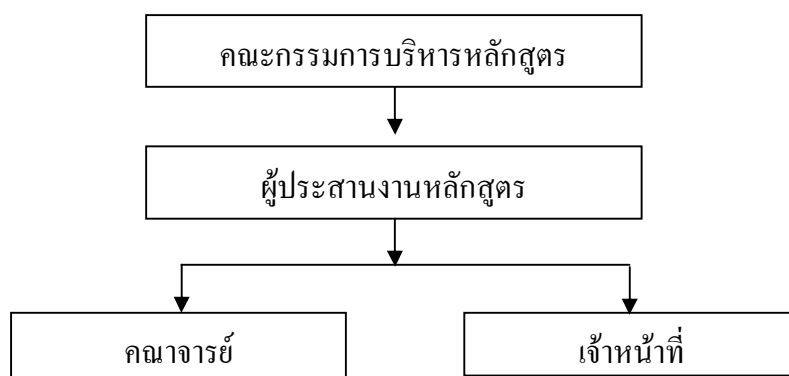 คณะกรรมการบริหารหลักสูตร
ผู้ประสานงานหลักสูตร
คณาจารย์
เจ้าหน้าที่